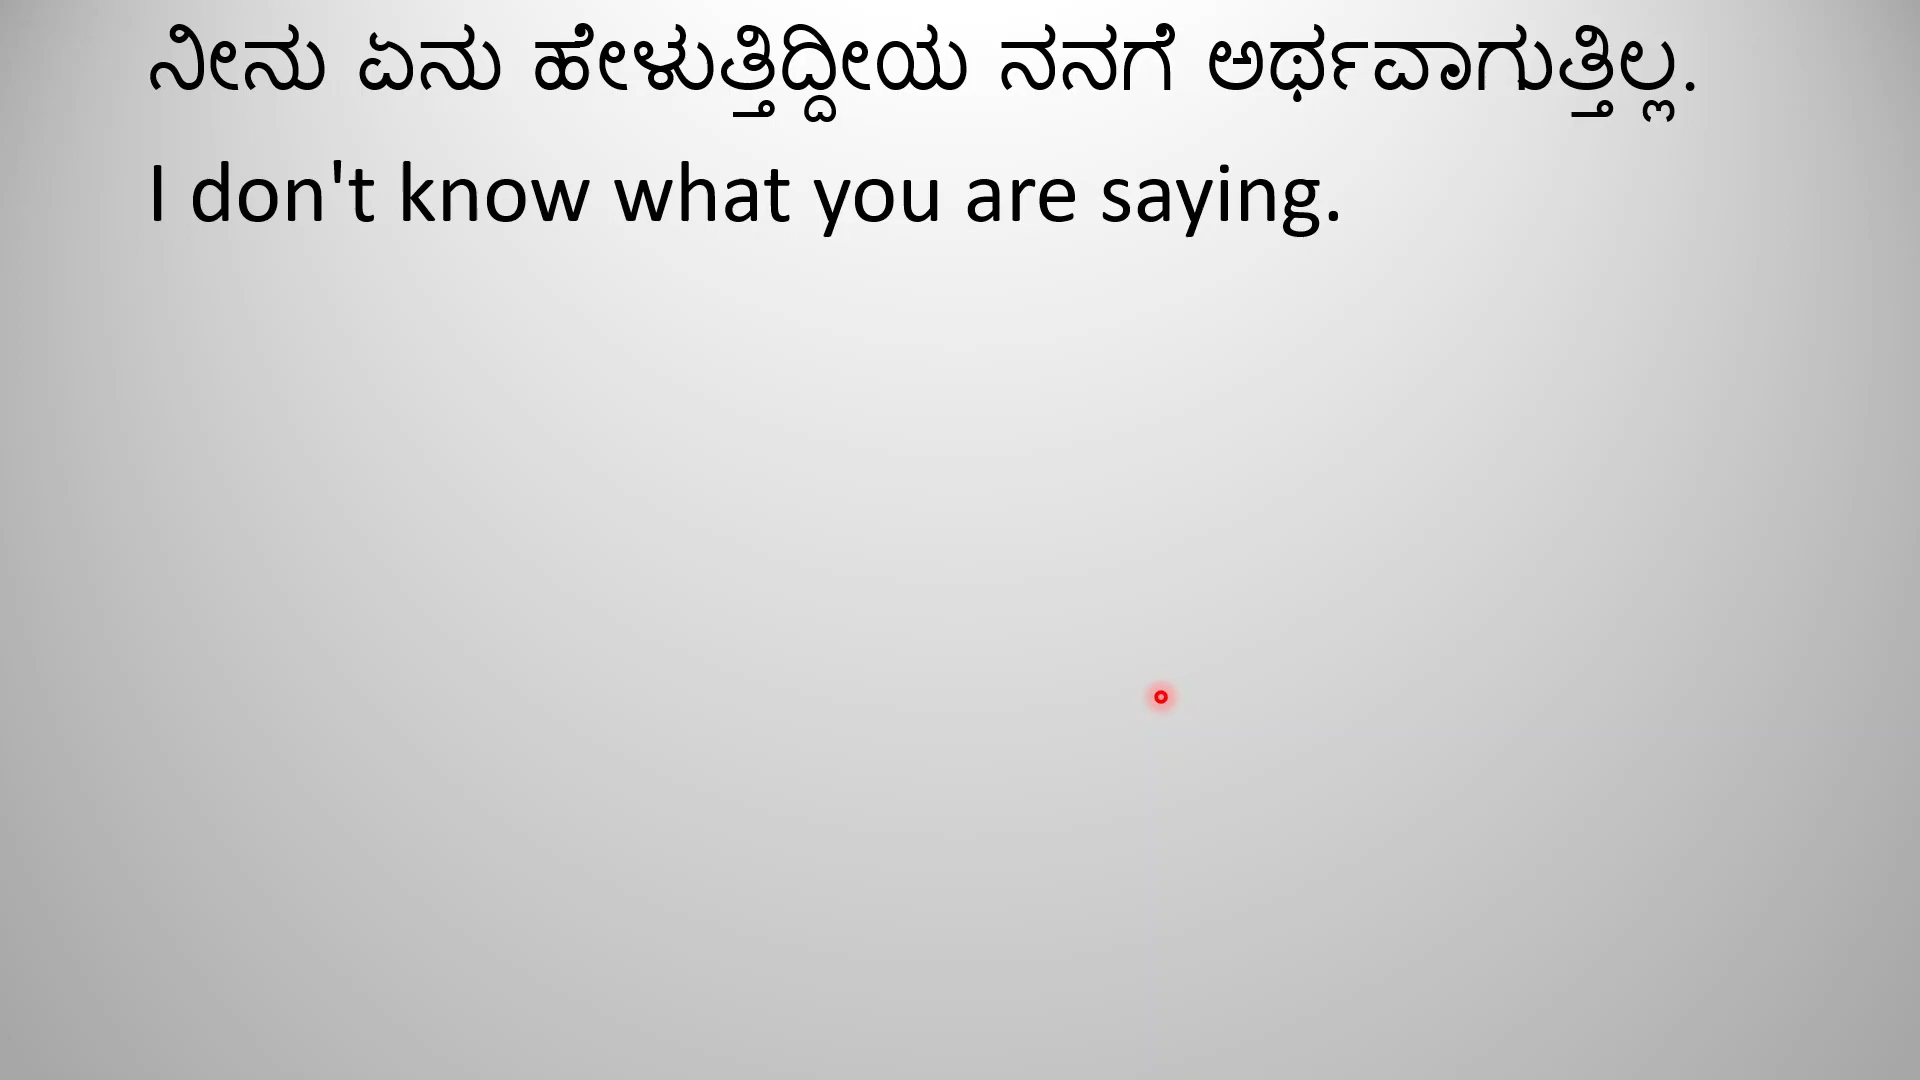 ನೀನು ಏನು ಹೇಳುತ್ತಿದ್ದೀಯ ನನಗೆ ಅರ್ಥವಾಗುತ್ತಿಲ್ಲ.
I don't know what you are saying.